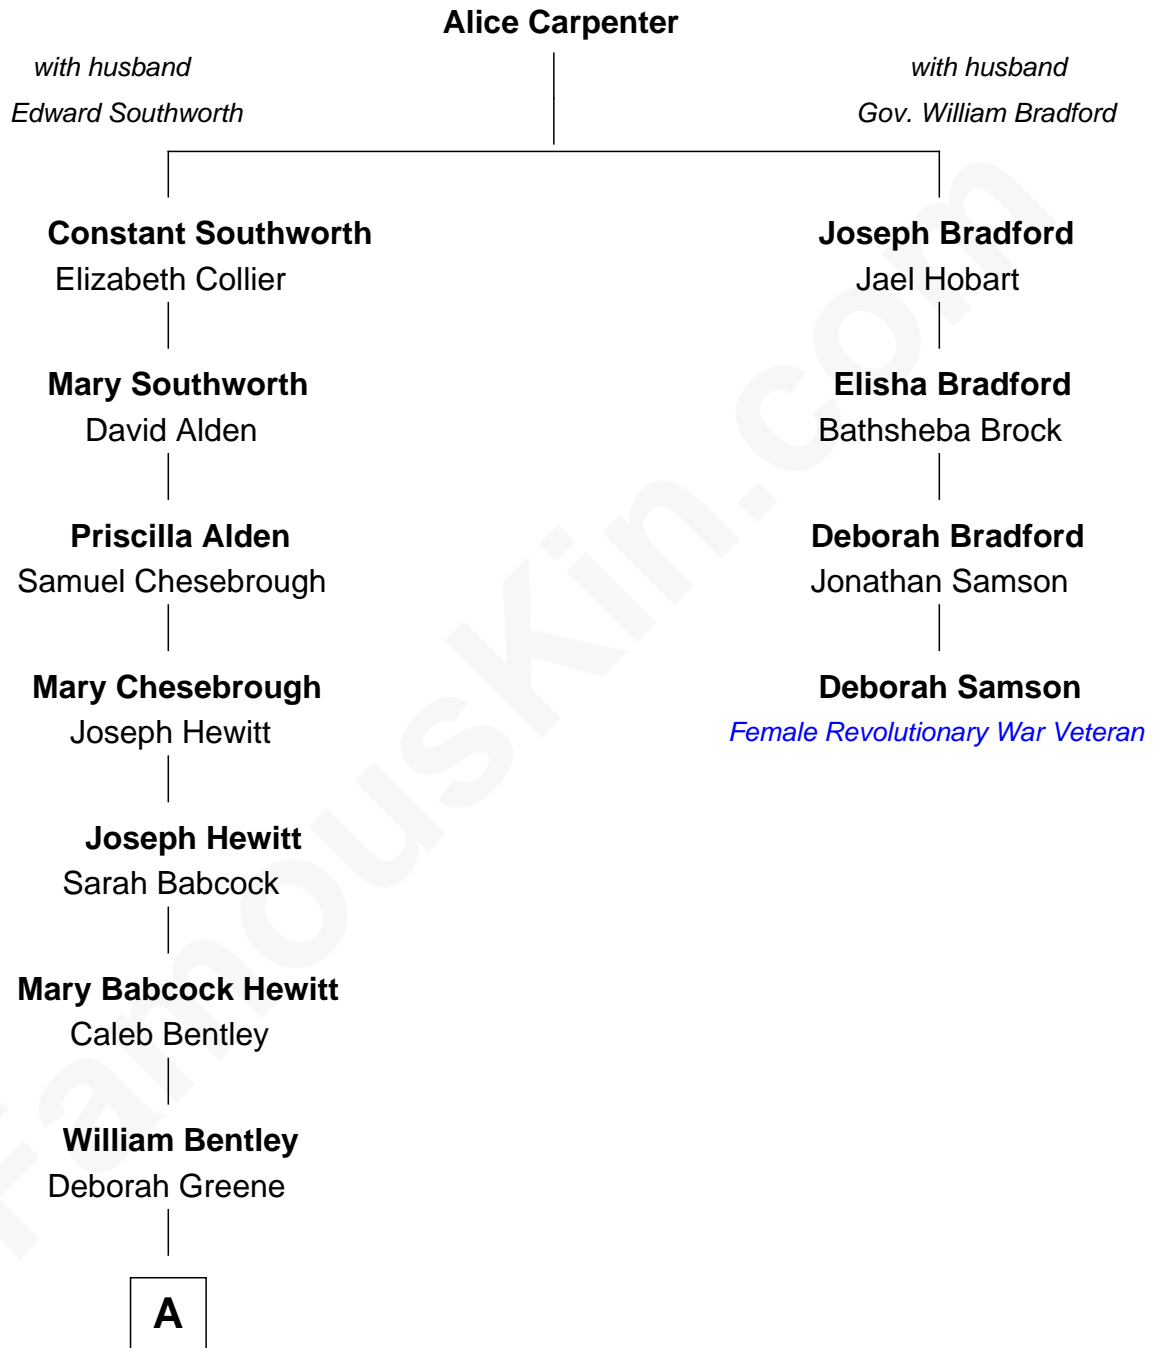 Alice Carpenter
with husband
Edward Southworth
with husband
Gov. William Bradford
Constant Southworth
Elizabeth Collier
Joseph Bradford
Jael Hobart
Mary Southworth
David Alden
Elisha Bradford
Bathsheba Brock
Priscilla Alden
Samuel Chesebrough
Deborah Bradford
Jonathan Samson
Mary Chesebrough
Joseph Hewitt
Deborah Samson
Female Revolutionary War Veteran
Joseph Hewitt
Sarah Babcock
Mary Babcock Hewitt
Caleb Bentley
William Bentley
Deborah Greene
A
FamousKin.com